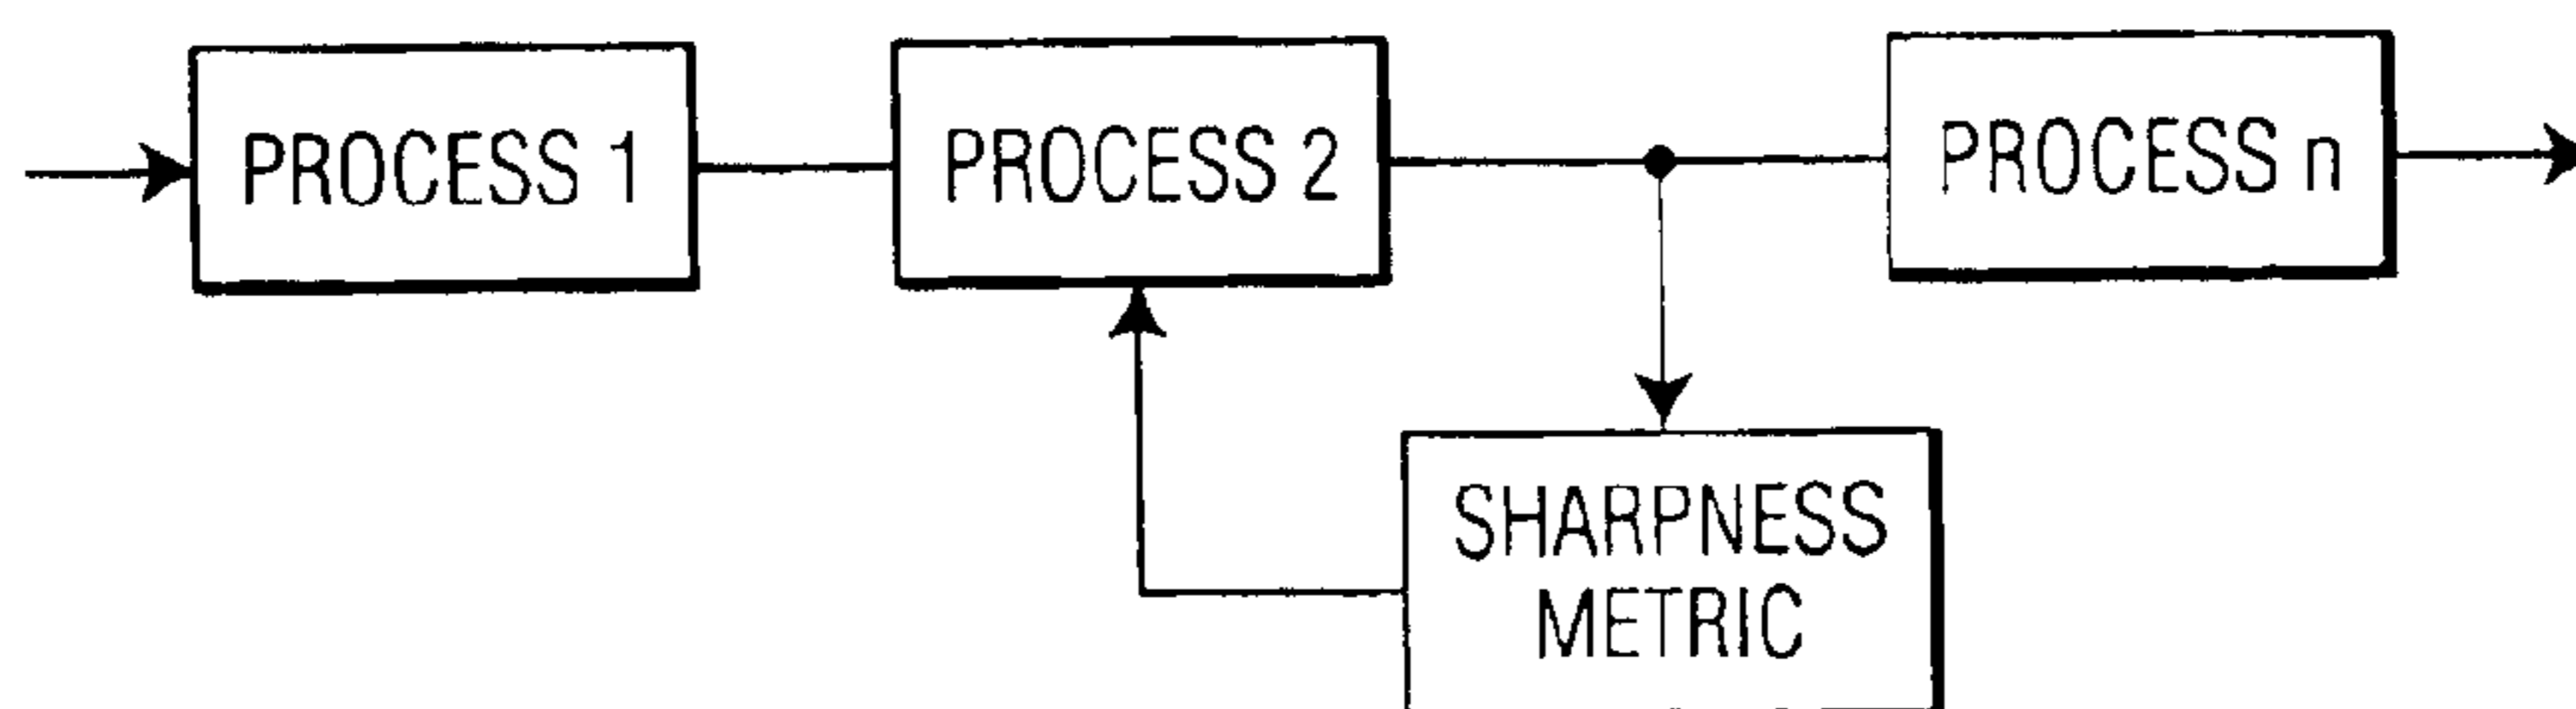 PROCESS 1
PROCESS 2
PROCESS n
SHARPNESS
METRIC